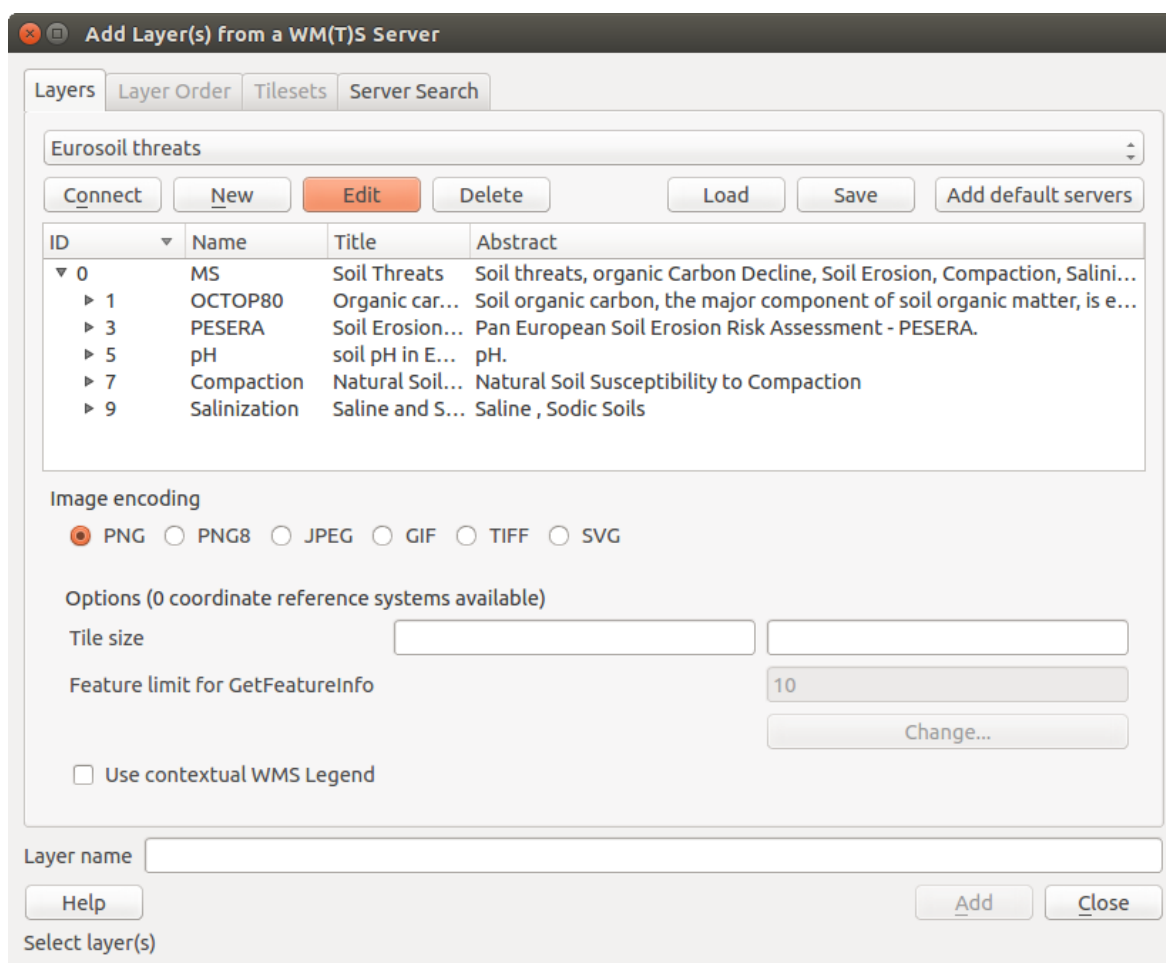 Add Layer(s) from a WM(T)S Server
Layers Layer Order Tilesets Server Search
Eurosoil threats
Connect New Edit Delete Load Save Add default servers
ID Name Title Abstract
0 MS Soil Threats Soil threats, organic Carbon Decline, Soil Erosion, Compaction, Salini...
1 OCTOP80 Organic car... Soil organic carbon, the major component of soil organic matter, is e...
3 PESERA Soil Erosion... Pan European Soil Erosion Risk Assessment - PESERA.
5 pH soil pH in E... pH.
7 Compaction Natural Soil... Natural Soil Susceptibility to Compaction
9 Salinization Saline and S... Saline , Sodic Soils
Image encoding
PNG PNG8 JPEG GIF TIFF SVG
Options (0 coordinate reference systems available)
Tile size
Feature limit for GetFeatureInfo 10
Change...
Use contextual WMS Legend
Layer name
Help Add Close
Select layer(s)